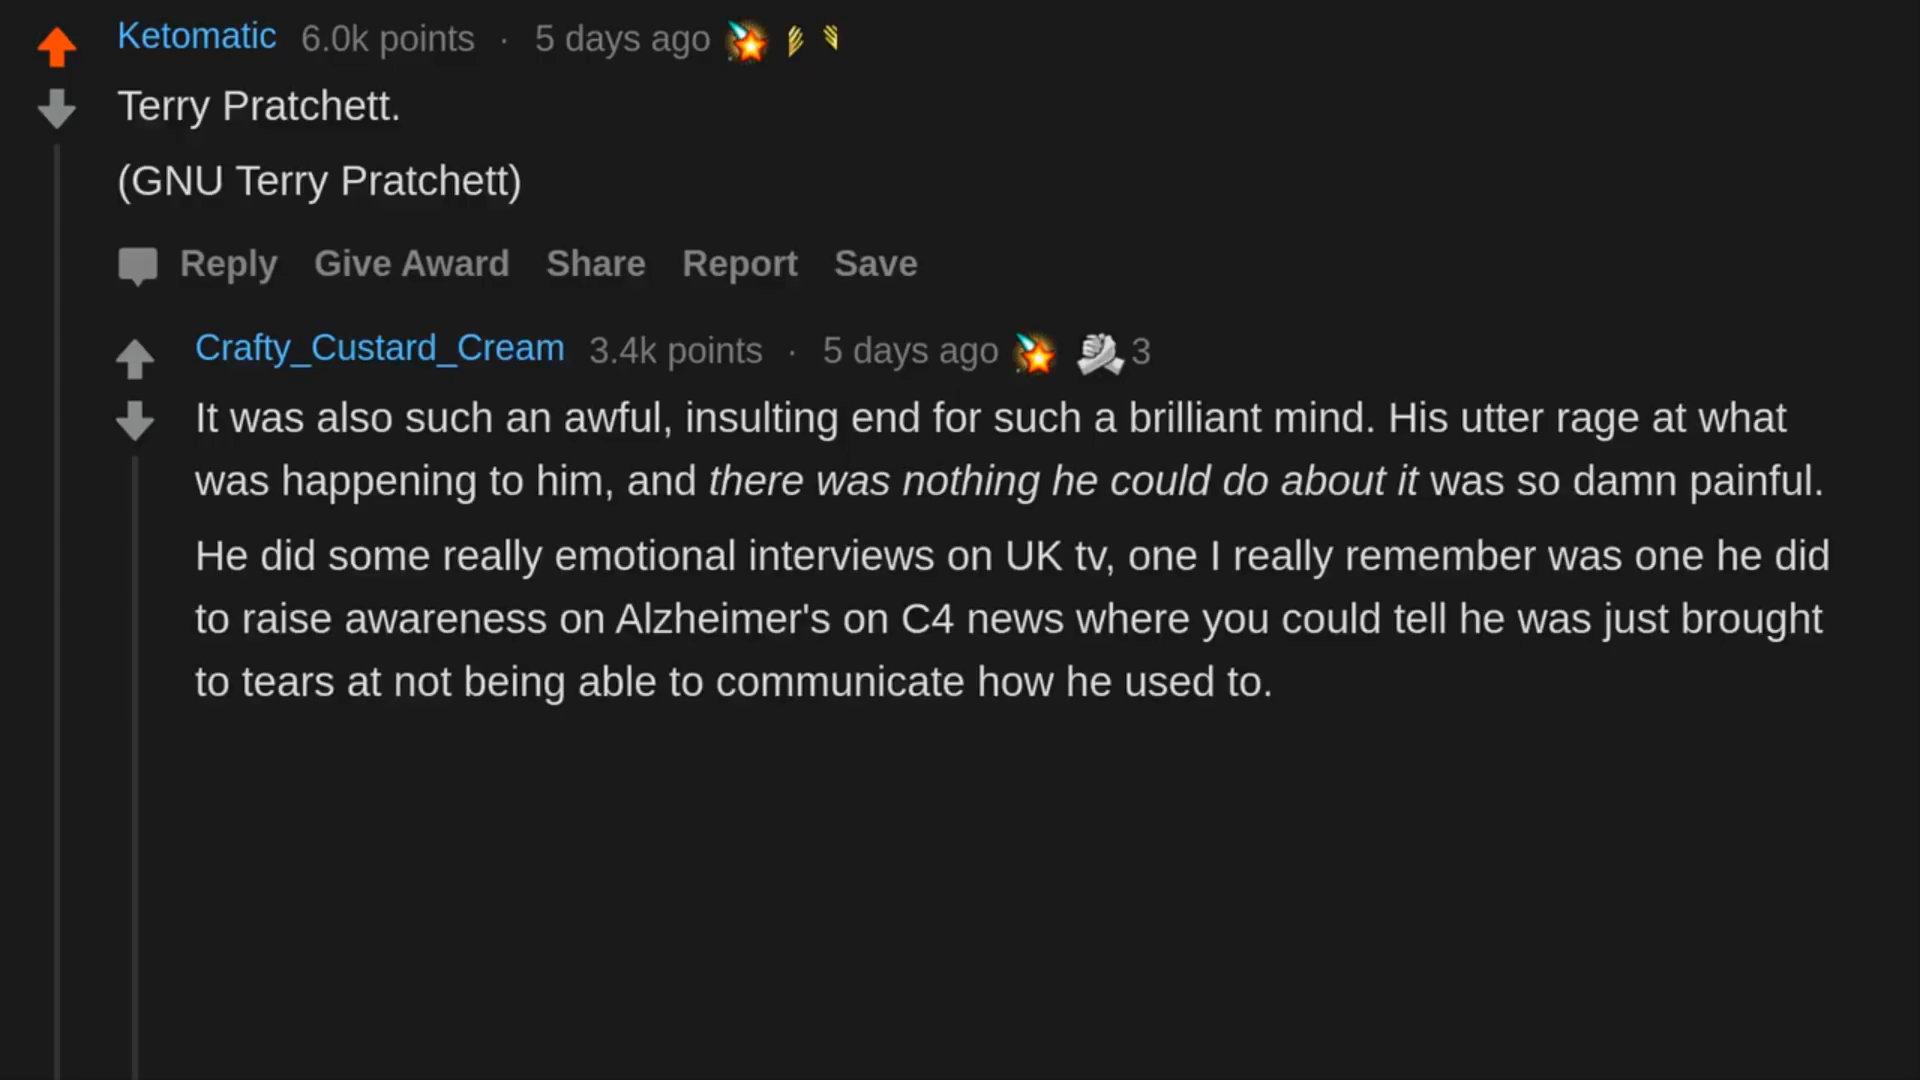 Ketomatic 6.0k points · 5 days ago
Terry Pratchett.
(GNU Terry Pratchett)
Reply Give Award Share Report Save
Crafty_Custard_Cream 3.4k points · 5 days ago 3
It was also such an awful, insulting end for such a brilliant mind. His utter rage at what
was happening to him, and there was nothing he could do about it was so damn painful.
He did some really emotional interviews on UK tv, one I really remember was one he did
to raise awareness on Alzheimer's on C4 news where you could tell he was just brought
to tears at not being able to communicate how he used to.